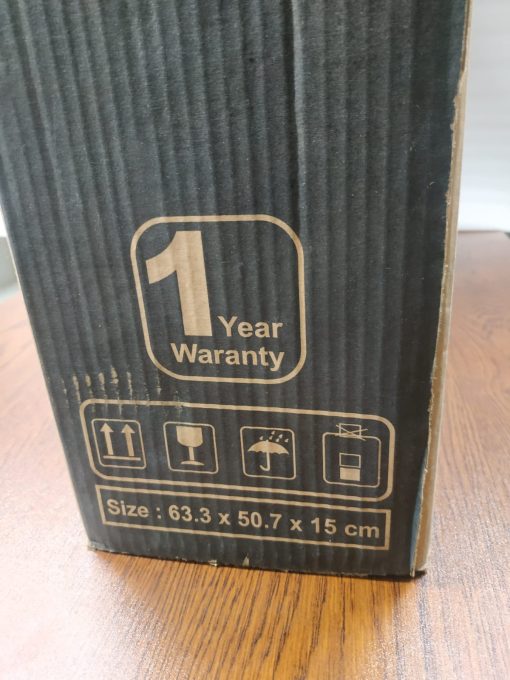 1
Year
Waranty
Size : 63.3 x 50.7 x 15 cm